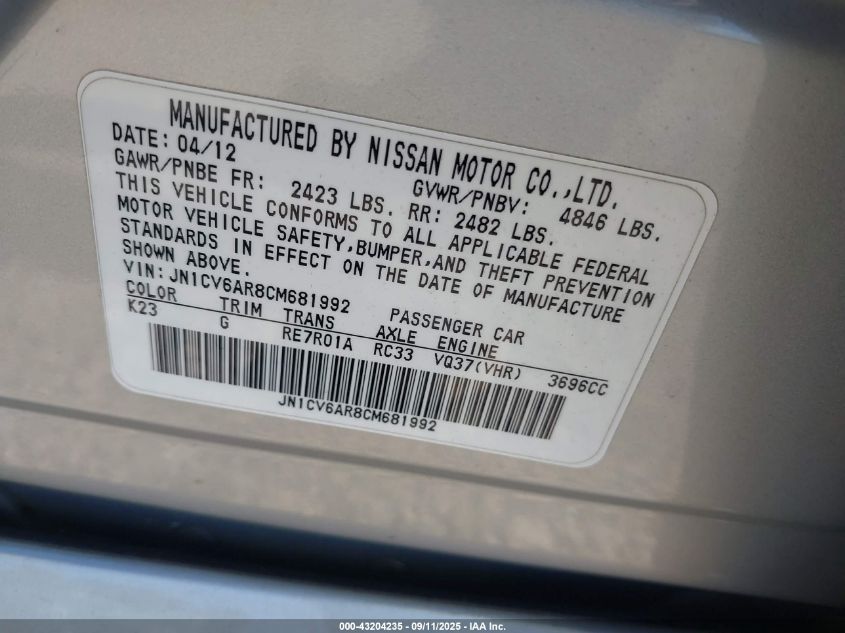 MANUFACTURED BY NISSAN MOTOR CO.,LTD.
DATE: 04/12
GAWR/PNBE FR: 2423 LBS. RR: 2482 LBS.
GVWR/PNBV: 4846 LBS.
THIS VEHICLE CONFORMS TO ALL APPLICABLE FEDERAL
MOTOR VEHICLE SAFETY,BUMPER,AND THEFT PREVENTION
STANDARDS IN EFFECT ON THE DATE OF MANUFACTURE
SHOWN ABOVE.
VIN: JN1CV6AR8CM681992 PASSENGER CAR
COLOR TRIM TRANS AXLE ENGINE
K23 G RE7R01A RC33 VQ37(VHR) 3696CC
JN1CV6AR8CM681992
000-43204235 - 09/11/2025 - IAA Inc.